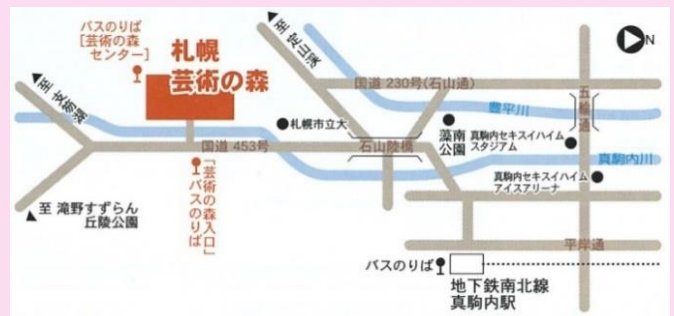 バスのりば
[芸術の森
センター]
札幌
芸術の森
▲至 定山渓
N
▲至 支笏湖
国道 230号(石山通)
五輪通
豊平川
札幌市立大
石山陸橋
藻南
公園
真駒内セキスイハイム
スタジアム
真駒内川
国道 453号
「芸術の森入口」
バスのりば
真駒内セキスイハイム
アイスアリーナ
▲至 滝野すずらん
丘陵公園
平岸通
バスのりば
地下鉄南北線
真駒内駅